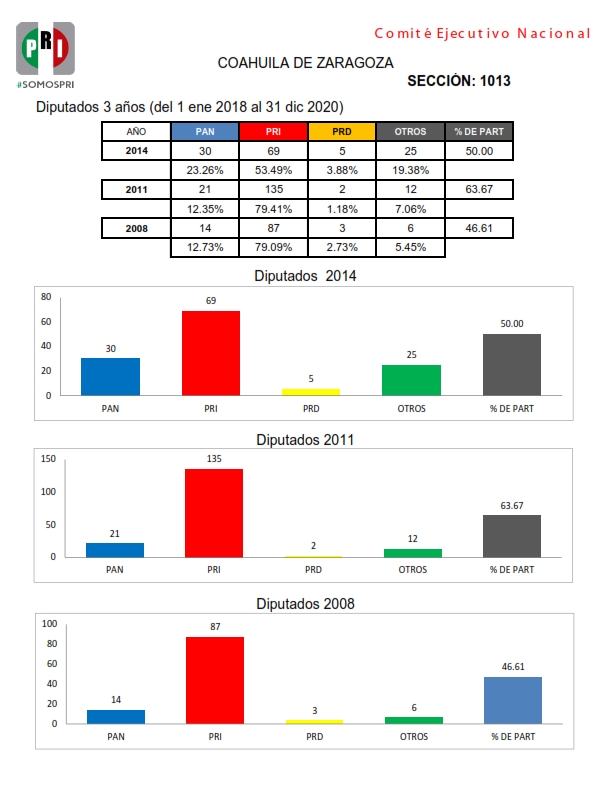 Comité Ejecutivo Nacional
PRI
#SOMOSPRI
COAHUILA DE ZARAGOZA
SECCIÓN: 1013
Diputados 3 años (del 1 ene 2018 al 31 dic 2020)
AÑO PAN PRI PRD OTROS % DE PART
2014 30 69 5 25 50.00
23.26% 53.49% 3.88% 19.38%
2011 21 135 2 12 63.67
12.35% 79.41% 1.18% 7.06%
2008 14 87 3 6 46.61
12.73% 79.09% 2.73% 5.45%
Diputados 2014
80
60
40
20
0
30
69
5
25
50.00
PAN PRI PRD OTROS % DE PART
Diputados 2011
150
100
50
0
21
135
2
12
63.67
PAN PRI PRD OTROS % DE PART
Diputados 2008
100
80
60
40
20
0
14
87
3
6
46.61
PAN PRI PRD OTROS % DE PART